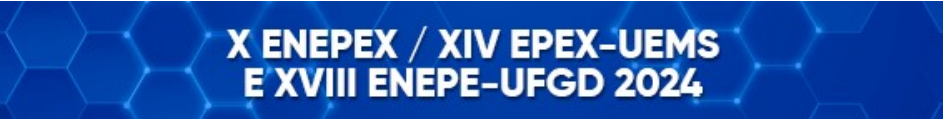 X ENEPEX / XIV EPEX-UEMS
E XVIII ENEPE-UFGD 2024